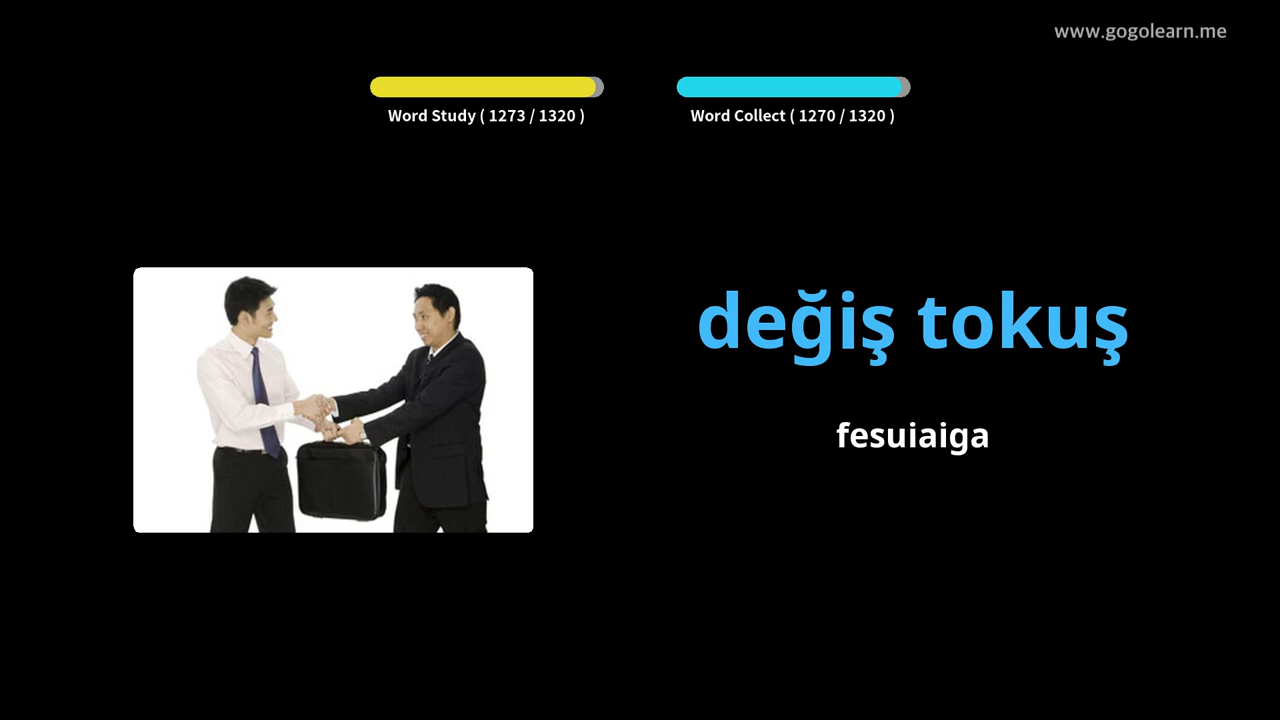 www.gogolearn.me
Word Study ( 1273 / 1320 )
Word Collect ( 1270 / 1320 )
değiş tokuş
fesuiaiga